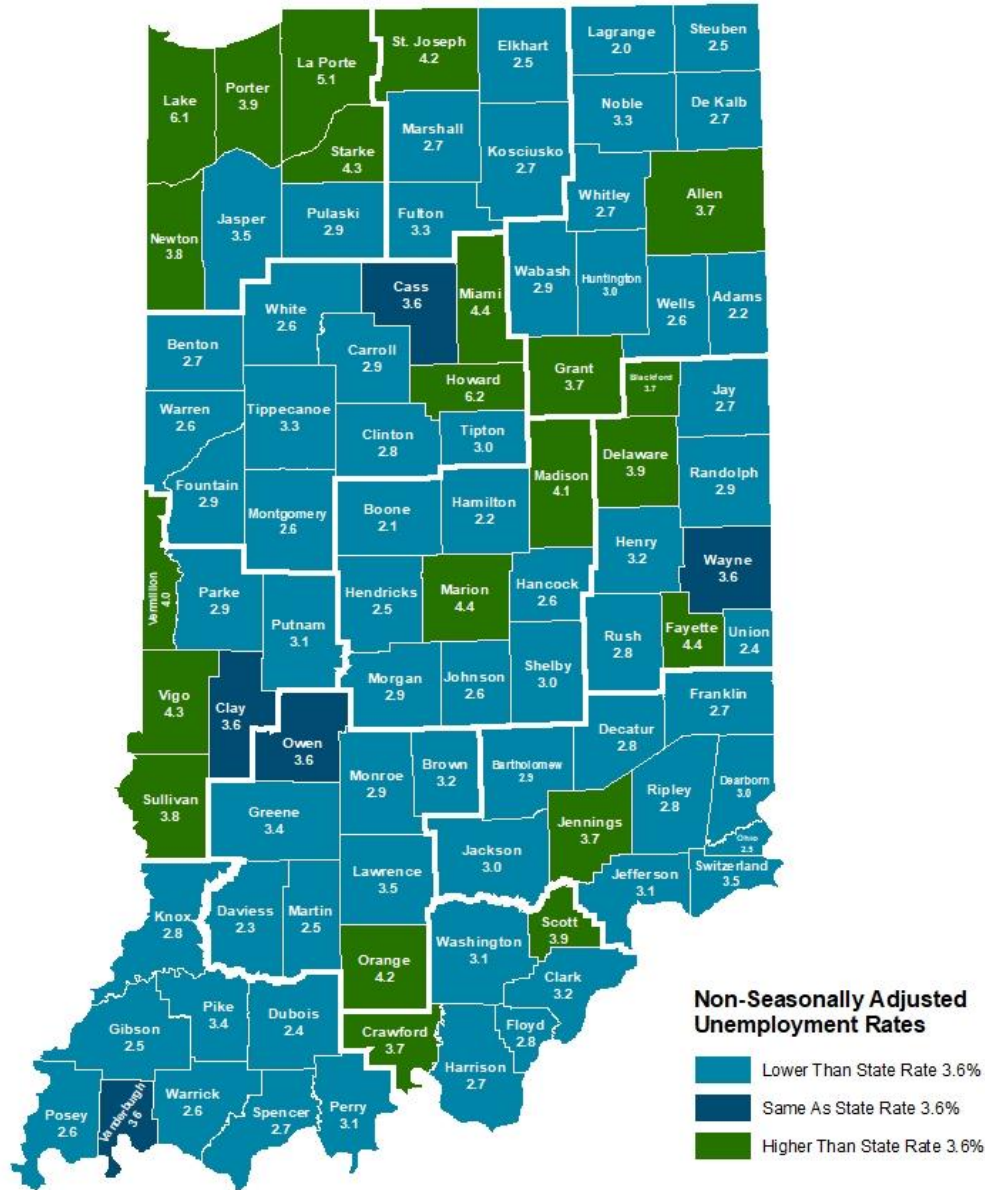 Lake
6.1
Porter
3.9
La Porte
5.1
St. Joseph
4.2
Elkhart
2.5
Lagrange
2.0
Steuben
2.5
Noble
3.3
De Kalb
2.7
Starke
4.3
Marshall
2.7
Kosciusko
2.7
Whitley
2.7
Allen
3.7
Newton
3.8
Jasper
3.5
Pulaski
2.9
Fulton
3.3
Cass
3.6
Miami
4.4
Wabash
2.9
Huntington
3.0
Wells
2.6
Adams
2.2
White
2.6
Benton
2.7
Carroll
2.9
Howard
6.2
Grant
3.7
Blackford
3.7
Jay
2.7
Warren
2.6
Tippecanoe
3.3
Clinton
2.8
Tipton
3.0
Madison
4.1
Delaware
3.9
Randolph
2.9
Fountain
2.9
Montgomery
2.6
Boone
2.1
Hamilton
2.2
Henry
3.2
Wayne
3.6
Vermillion
4.0
Parke
2.9
Putnam
3.1
Hendricks
2.5
Marion
4.4
Hancock
2.6
Rush
2.8
Fayette
4.4
Union
2.4
Vigo
4.3
Clay
3.6
Owen
3.6
Morgan
2.9
Johnson
2.6
Shelby
3.0
Franklin
2.7
Decatur
2.8
Sullivan
3.8
Greene
3.4
Monroe
2.9
Brown
3.2
Bartholomew
2.9
Jennings
3.7
Ripley
2.8
Dearborn
3.0
Ohio
Switzerland
3.5
Jefferson
3.1
Jackson
3.0
Lawrence
3.5
Knox
2.8
Daviess
2.3
Martin
2.5
Orange
4.2
Washington
3.1
Scott
3.9
Clark
3.2
Floyd
2.8
Harrison
2.7
Crawford
3.7
Gibson
2.5
Pike
3.4
Dubois
2.4
Posey
2.6
Vanderburgh
3.6
Warrick
2.6
Spencer
2.7
Perry
3.1
Non-Seasonally Adjusted
Unemployment Rates
Lower Than State Rate 3.6%
Same As State Rate 3.6%
Higher Than State Rate 3.6%